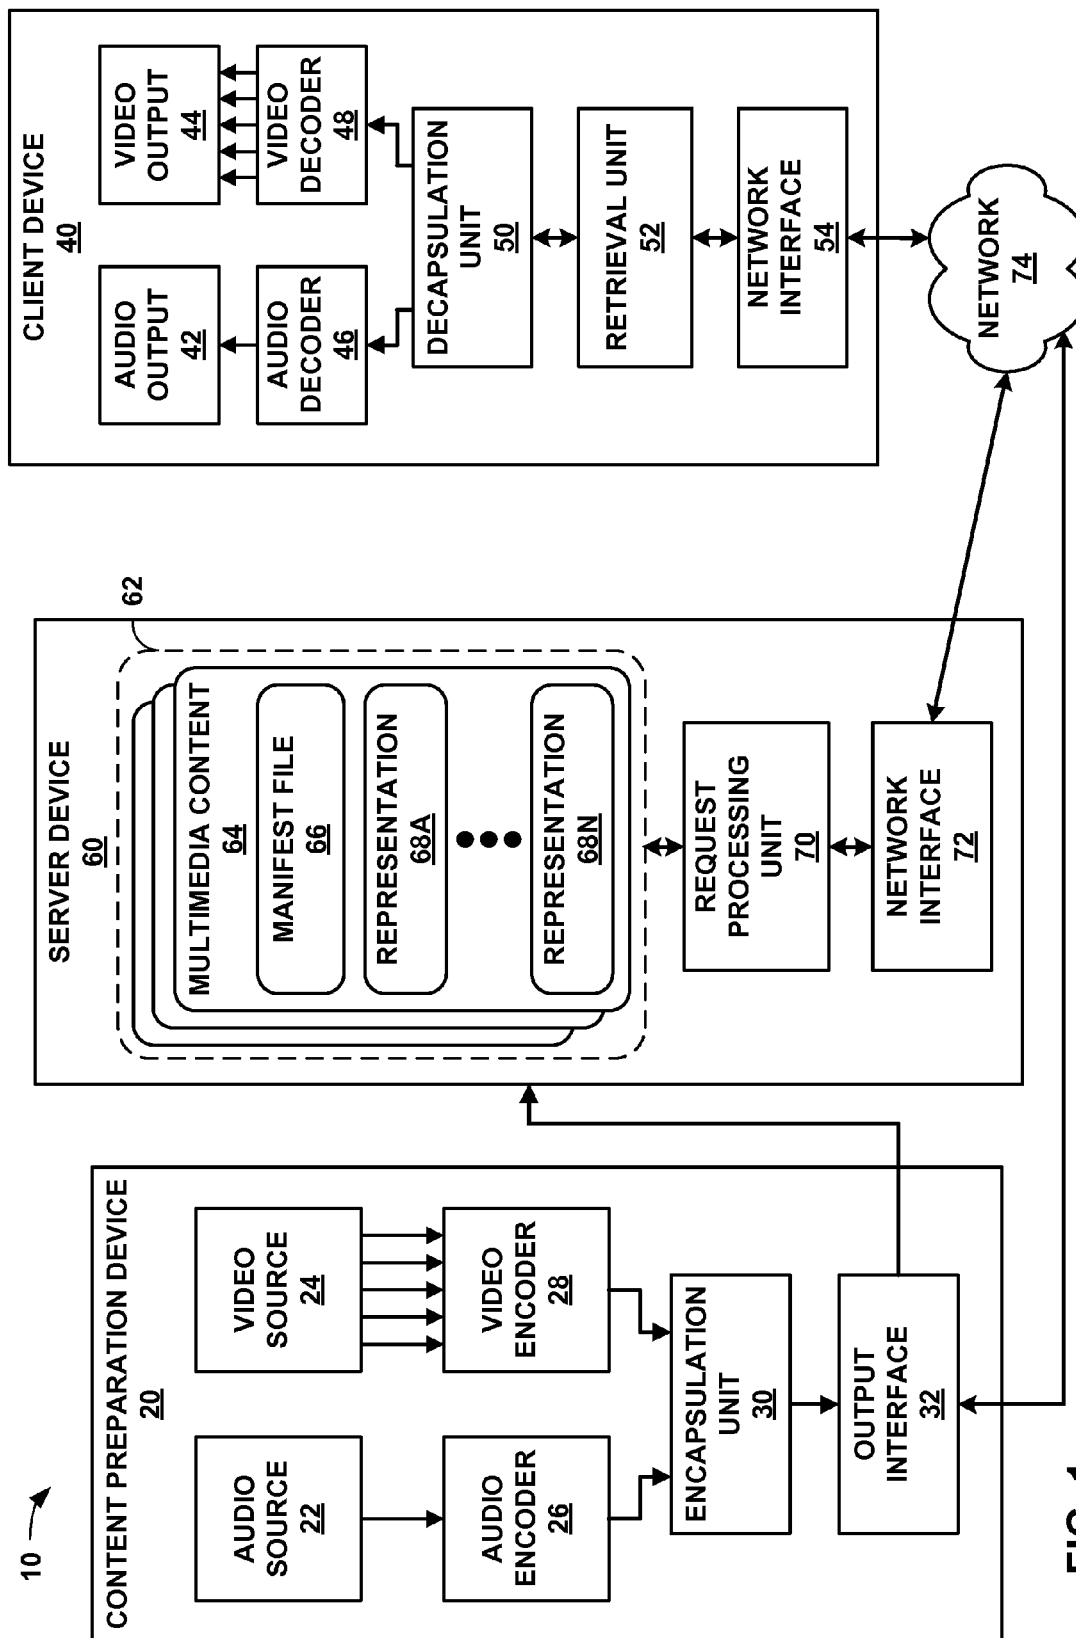 10
CONTENT PREPARATION DEVICE
20
AUDIO
SOURCE
22
VIDEO
SOURCE
24
AUDIO
ENCODER
26
VIDEO
ENCODER
28
ENCAPSULATION
UNIT
30
OUTPUT
INTERFACE
32
SERVER DEVICE
60
62
MULTIMEDIA CONTENT
64
MANIFEST FILE
66
REPRESENTATION
68A
REPRESENTATION
68N
REQUEST
PROCESSING
UNIT
70
NETWORK
INTERFACE
72
CLIENT DEVICE
40
AUDIO
OUTPUT
42
VIDEO
OUTPUT
44
AUDIO
DECODER
46
VIDEO
DECODER
48
DECAPSULATION
UNIT
50
RETRIEVAL UNIT
52
NETWORK
INTERFACE
54
NETWORK
74